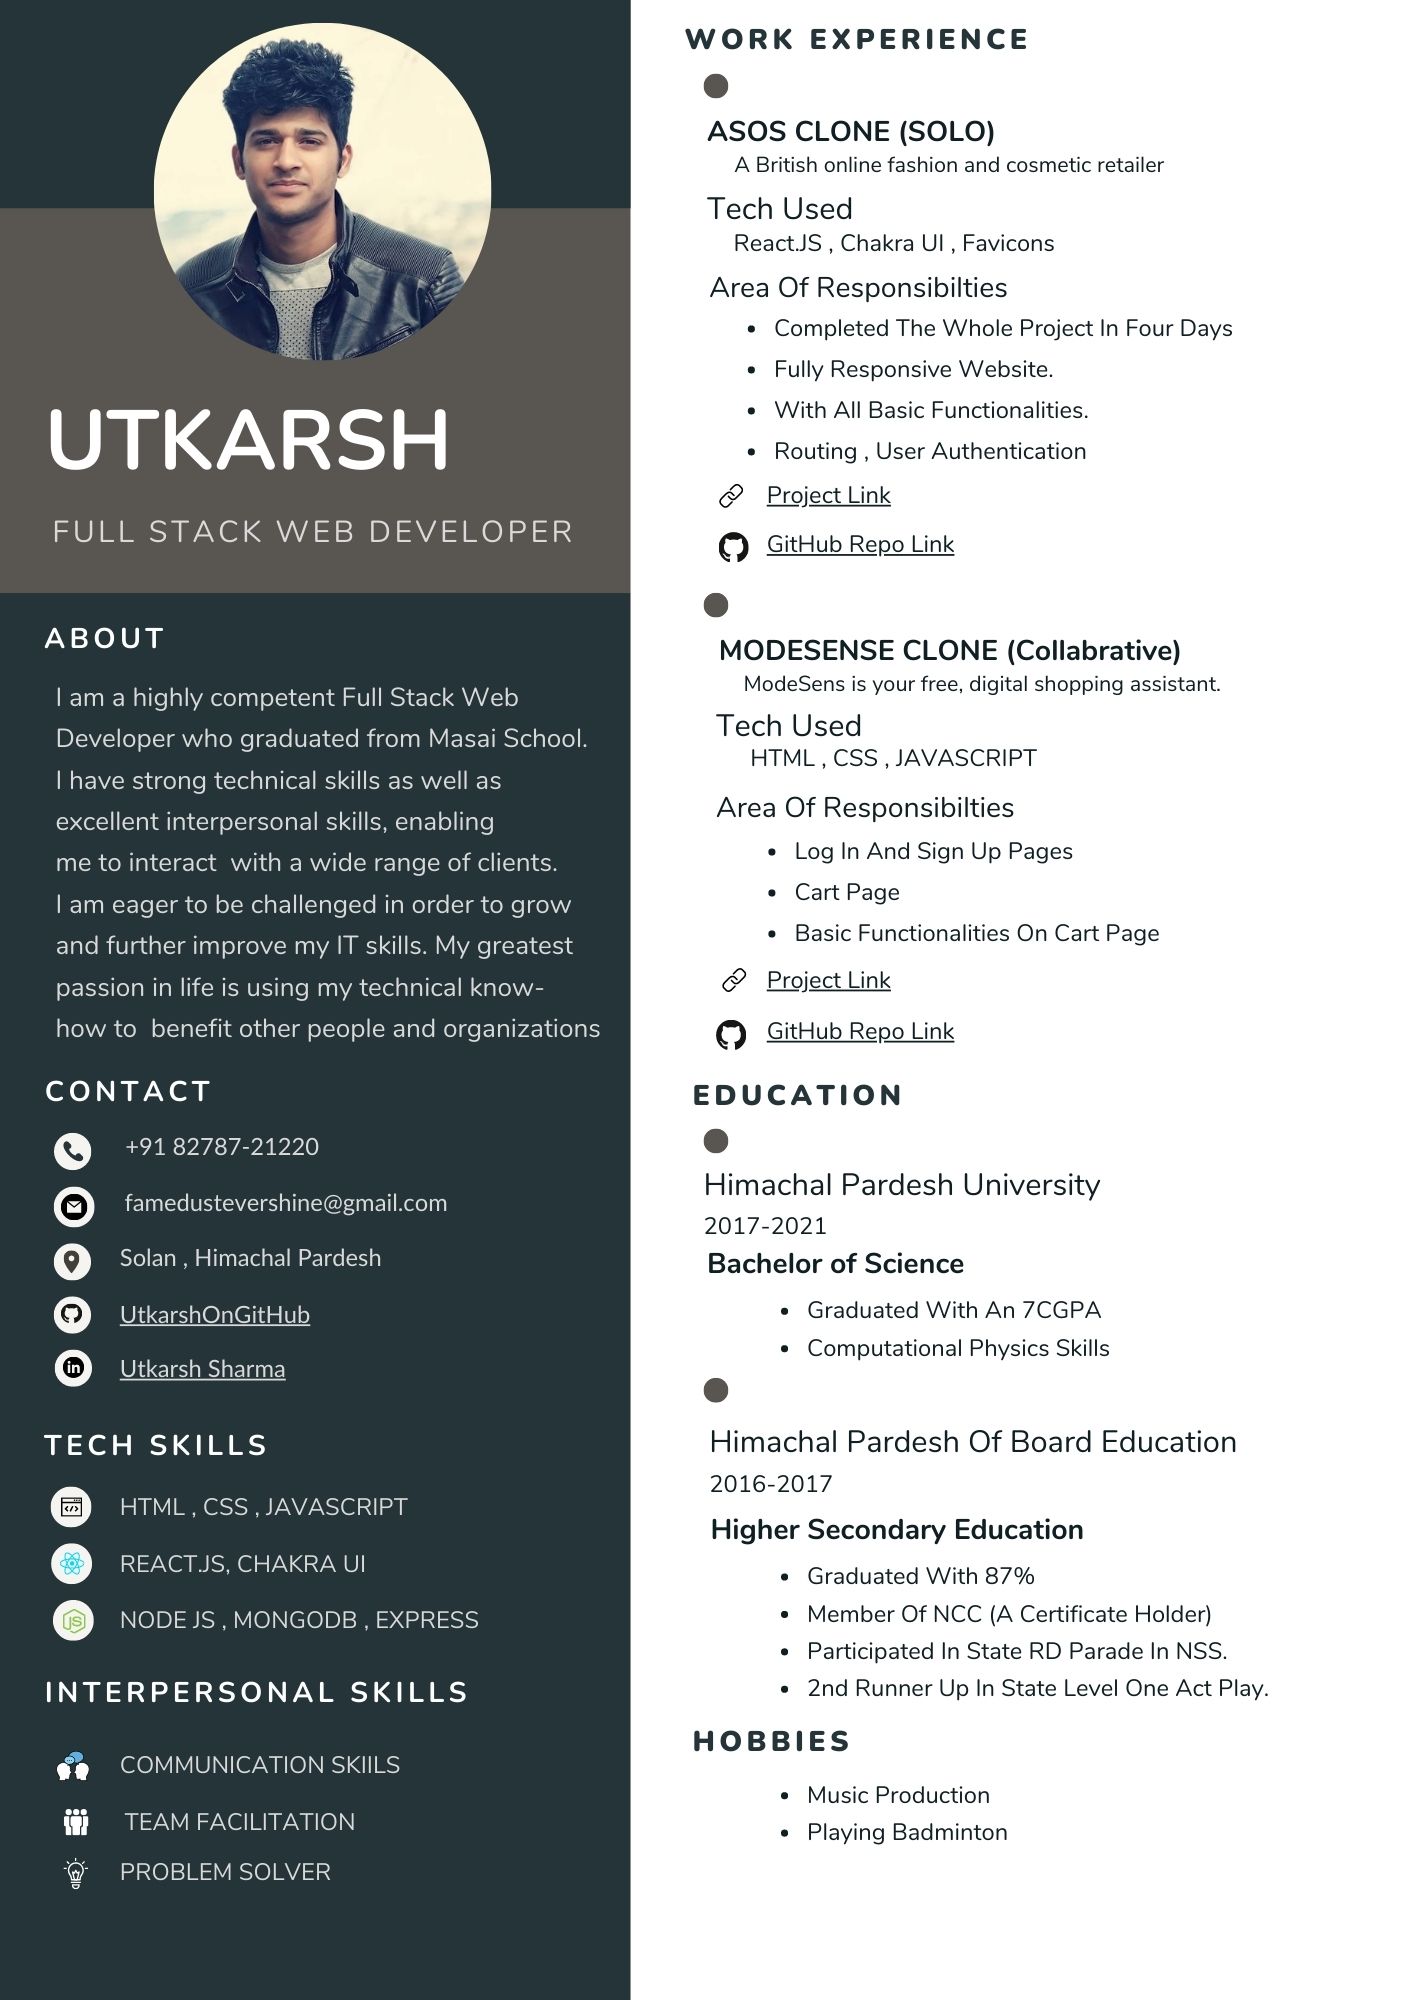 UTKARSH
FULL STACK WEB DEVELOPER
ABOUT
I am a highly competent Full Stack Web
Developer who graduated from Masai School.
I have strong technical skills as well as
excellent interpersonal skills, enabling
me to interact  with a wide range of clients.
I am eager to be challenged in order to grow
and further improve my IT skills. My greatest
passion in life is using my technical know-
how to  benefit other people and organizations
CONTACT
+91 82787-21220
famedustevershine@gmail.com
Solan , Himachal Pardesh
UtkarshOnGitHub
in
Utkarsh Sharma
TECH SKILLS
HTML , CSS , JAVASCRIPT
REACT.JS, CHAKRA UI
NODE JS , MONGODB , EXPRESS
INTERPERSONAL SKILLS
COMMUNICATION SKIILS
TEAM FACILITATION
PROBLEM SOLVER
WORK EXPERIENCE
ASOS CLONE (SOLO)
A British online fashion and cosmetic retailer
Tech Used
React.JS , Chakra UI , Favicons
Area Of Responsibilties
• Completed The Whole Project In Four Days
• Fully Responsive Website.
• With All Basic Functionalities.
• Routing , User Authentication
Project Link
GitHub Repo Link
MODESENSE CLONE (Collabrative)
ModeSens is your free, digital shopping assistant.
Tech Used
HTML , CSS , JAVASCRIPT
Area Of Responsibilties
• Log In And Sign Up Pages
• Cart Page
• Basic Functionalities On Cart Page
Project Link
GitHub Repo Link
EDUCATION
Himachal Pardesh University
2017-2021
Bachelor of Science
• Graduated With An 7CGPA
• Computational Physics Skills
Himachal Pardesh Of Board Education
2016-2017
Higher Secondary Education
• Graduated With 87%
• Member Of NCC (A Certificate Holder)
• Participated In State RD Parade In NSS.
• 2nd Runner Up In State Level One Act Play.
HOBBIES
• Music Production
• Playing Badminton